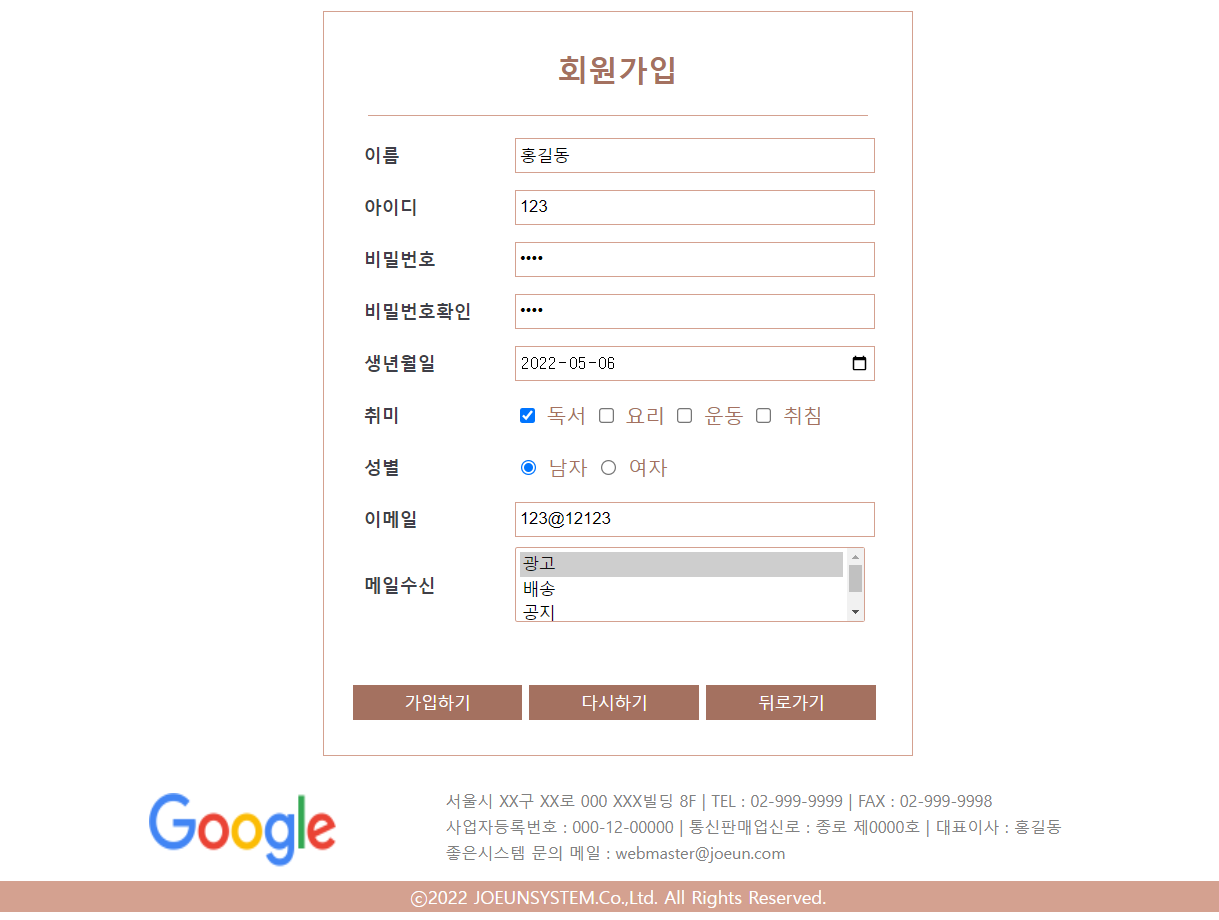 회원가입
이름 홍길동
아이디 123
비밀번호 ••••
비밀번호확인 ••••
생년월일 2022-05-06
취미 독서 요리 운동 취침
성별 남자 여자
이메일 123@12123
메일수신 광고
배송
공지
가입하기 다시하기 뒤로가기
Google
서울시 XX구 XX로 000 XXX빌딩 8F | TEL : 02-999-9999 | FAX : 02-999-9998
사업자등록번호 : 000-12-00000 | 통신판매업신로 : 종로 제0000호 | 대표이사 : 홍길동
좋은시스템 문의 메일 : webmaster@joeun.com
©2022 JOEUNSYSTEM.Co.,Ltd. All Rights Reserved.